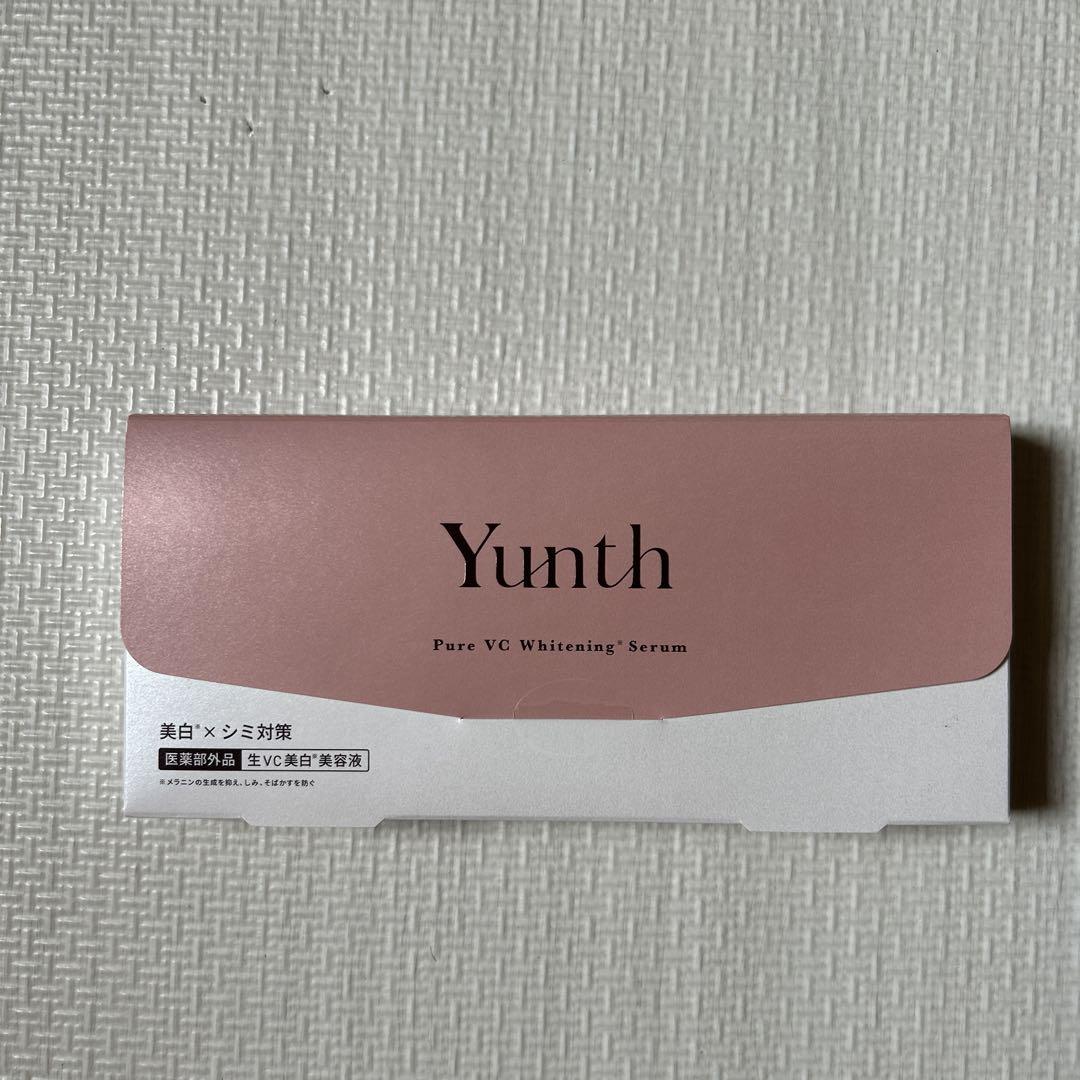 Yunth
Pure VC Whitening※ Serum
美白※×シミ対策
医薬部外品 生VC美白※美容液
※メラニンの生成を抑え、しみ、そばかすを防ぐ